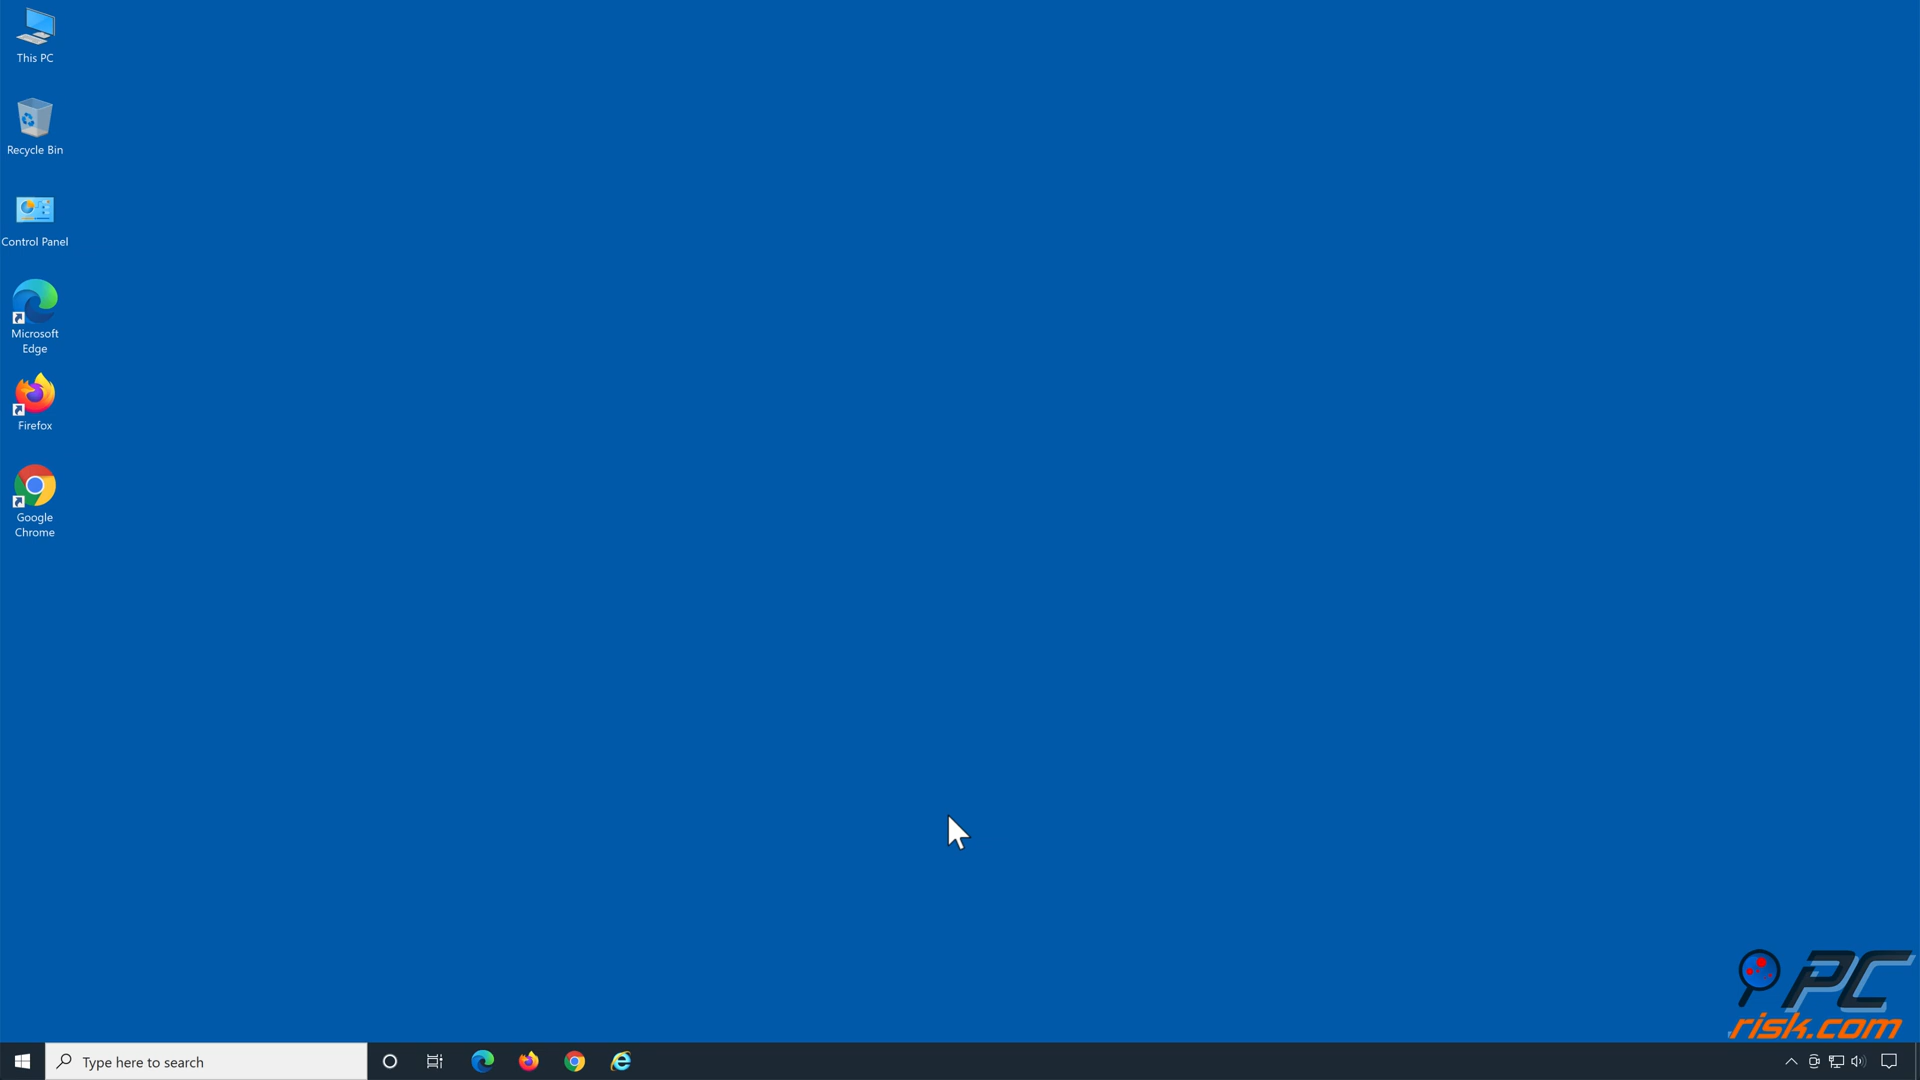 This PC
Recycle Bin
Control Panel
Microsoft
Edge
Firefox
Google
Chrome
PC
risk.com
Type here to search